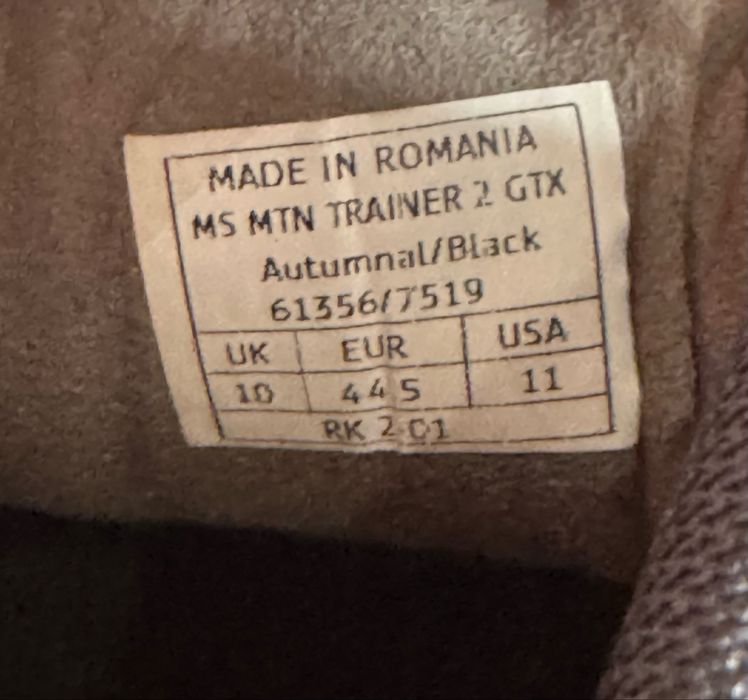 MADE IN ROMANIA
MS MTN TRAINER 2 GTX
Autumnal/Black
61356/7519
UK EUR USA
10 44 5 11
RK 2 01